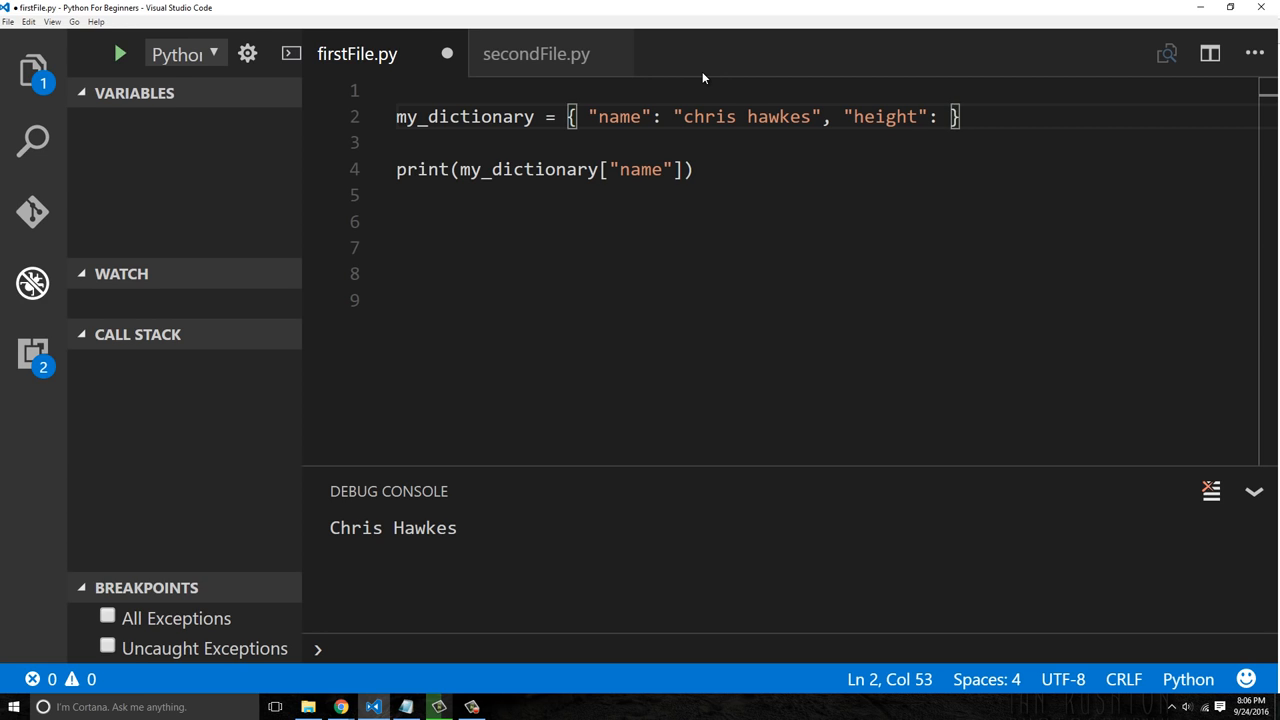 ● firstFile.py - Python For Beginners - Visual Studio Code
File Edit View Go Help
Pythor firstFile.py secondFile.py
1
VARIABLES
1
2 my_dictionary = { "name": "chris hawkes", "height": }
3
4 print(my_dictionary["name"])
5
6
7
8
9
WATCH
CALL STACK
2
DEBUG CONSOLE
Chris Hawkes
BREAKPOINTS
All Exceptions
Uncaught Exceptions
0 0 Ln 2, Col 53 Spaces: 4 UTF-8 CRLF Python
I'm Cortana. Ask me anything.
8:06 PM
9/24/2016